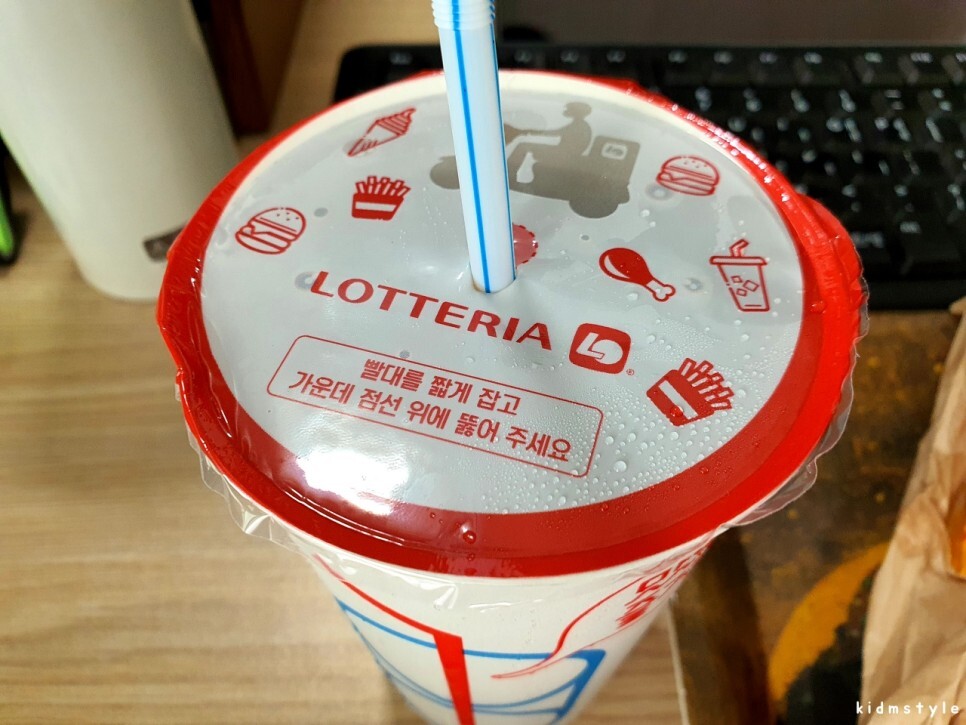 LOTTERIA
빨대를 짧게 잡고
가운데 점선 위에 뚫어 주세요
kidmstyle